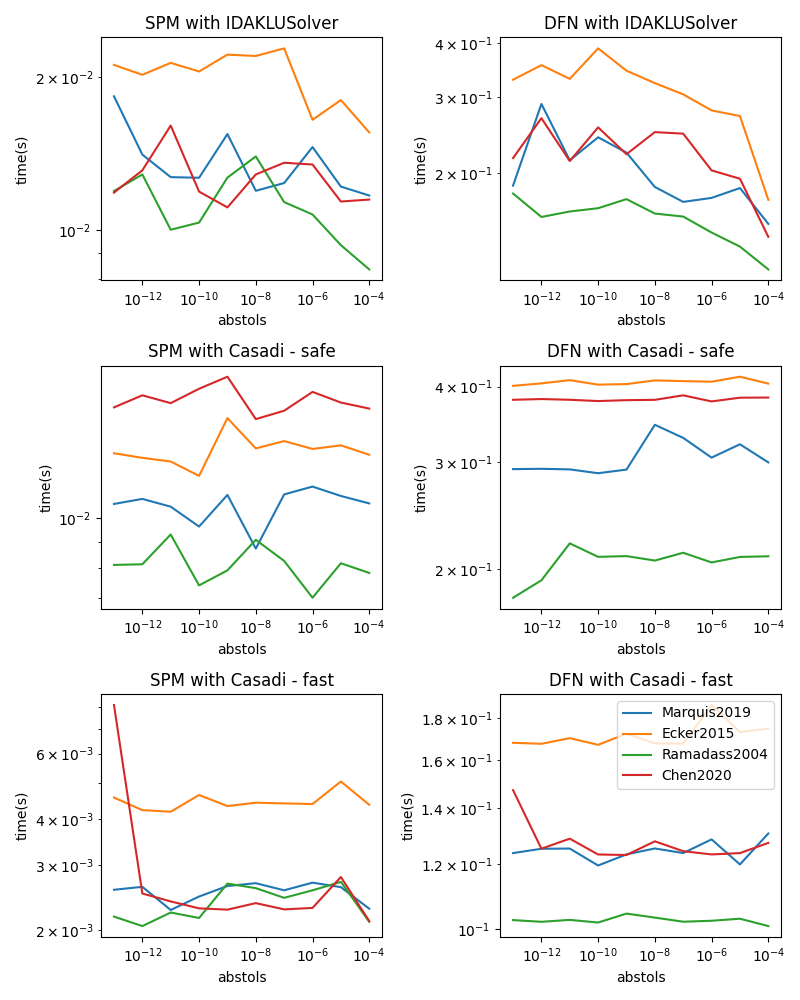 SPM with IDAKLUSolver
time(s)
2 × 10⁻²
10⁻²
10⁻¹² 10⁻¹⁰ 10⁻⁸ 10⁻⁶ 10⁻⁴
abstols
DFN with IDAKLUSolver
time(s)
4 × 10⁻¹
3 × 10⁻¹
2 × 10⁻¹
10⁻¹² 10⁻¹⁰ 10⁻⁸ 10⁻⁶ 10⁻⁴
abstols
SPM with Casadi - safe
time(s)
10⁻²
10⁻¹² 10⁻¹⁰ 10⁻⁸ 10⁻⁶ 10⁻⁴
abstols
DFN with Casadi - safe
time(s)
4 × 10⁻¹
3 × 10⁻¹
2 × 10⁻¹
10⁻¹² 10⁻¹⁰ 10⁻⁸ 10⁻⁶ 10⁻⁴
abstols
SPM with Casadi - fast
time(s)
6 × 10⁻³
4 × 10⁻³
3 × 10⁻³
2 × 10⁻³
10⁻¹² 10⁻¹⁰ 10⁻⁸ 10⁻⁶ 10⁻⁴
abstols
DFN with Casadi - fast
time(s)
1.8 × 10⁻¹
1.6 × 10⁻¹
1.4 × 10⁻¹
1.2 × 10⁻¹
10⁻¹
Marquis2019
Ecker2015
Ramadass2004
Chen2020
10⁻¹² 10⁻¹⁰ 10⁻⁸ 10⁻⁶ 10⁻⁴
abstols